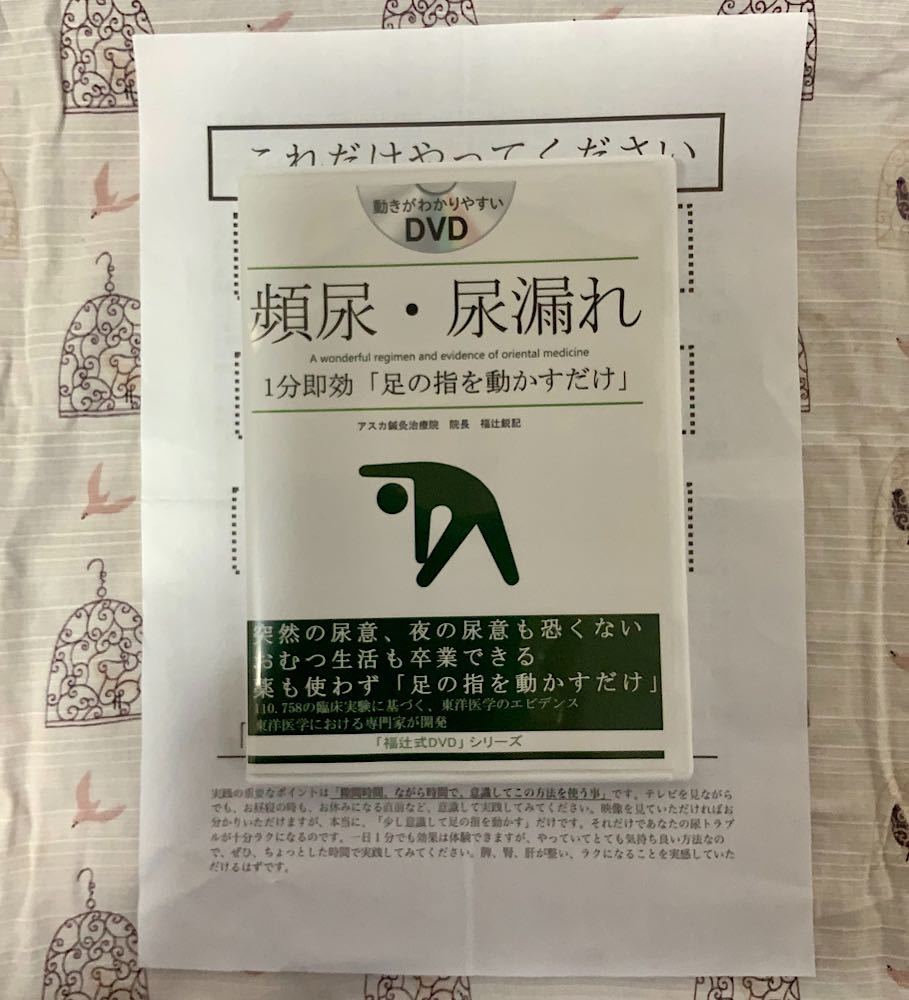 これだけやってください
動きがわかりやすい
DVD
頻尿・尿漏れ
A wonderful regimen and evidence of oriental medicine
1分即効「足の指を動かすだけ」
アスカ鍼灸治療院 院長 福辻鋭記
突然の尿意、夜の尿意も恐くない
おむつ生活も卒業できる
薬も使わず「足の指を動かすだけ」
110.758の臨床実験に基づく、東洋医学のエビデンス
東洋医学における専門家が開発
「福辻式DVD」シリーズ
実践の重要なポイントは「隙間時間、ながら時間で、意識してこの方法を使う事」です。テレビを見ながら
でも、お昼寝の時も、お休みになる直前など、意識して実践してみてください。映像を見ていただければお
分かりいただけますが、本当に、「少し意識して足の指を動かす」だけです。それだけであなたの尿トラブ
ルが十分ラクになるのです。一日1分でも効果は体験できますが、やっていてとても気持ち良い方法なの
で、ぜひ、ちょっとした時間で実践してみてください。脾、腎、肝が整い、ラクになることを実感していた
だけるはずです。